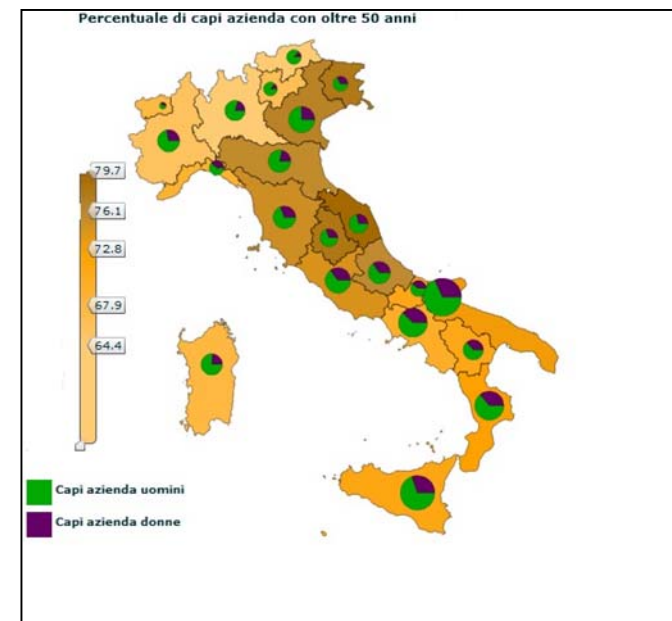 Percentuale di capi azienda con oltre 50 anni
79.7
76.1
72.8
67.9
64.4
Capi azienda uomini
Capi azienda donne